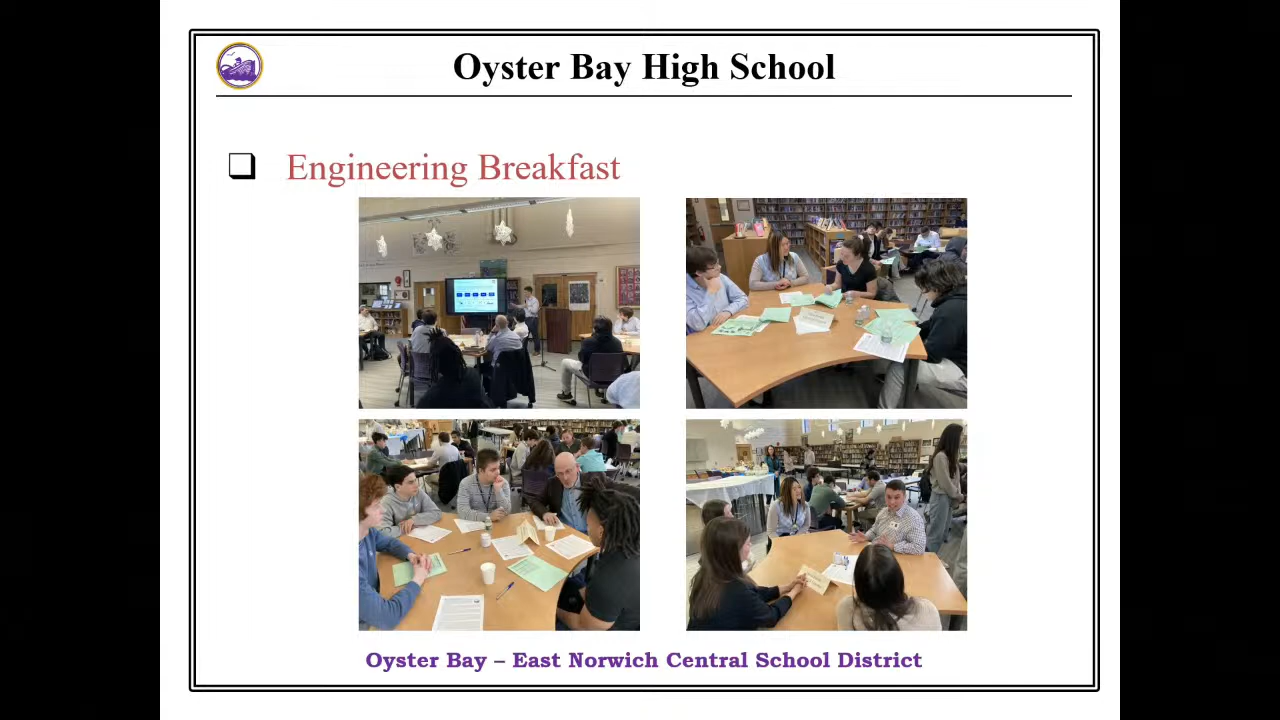 Oyster Bay High School
Engineering Breakfast
Oyster Bay – East Norwich Central School District